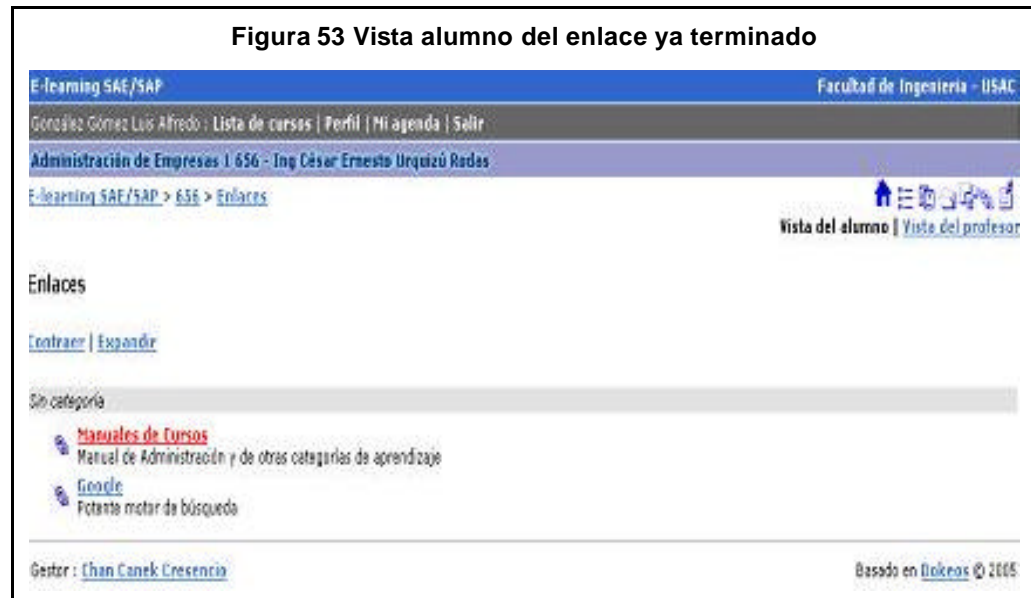 Figura 53 Vista alumno del enlace ya terminado
E-learning SAE/SAP Facultad de Ingeniería - USAC
González Gómez Luis Alfredo : Lista de cursos | Perfil | Mi agenda | Salir
Administración de Empresas 1 656 - Ing César Ernesto Urquizú Rodas
E-learning SAE/SAP > 656 > Enlaces
Vista del alumno | Vista del profesor
Enlaces
Contraer | Expandir
Sin categoría
Manuales de Cursos
Manual de Administración y de otras categorías de aprendizaje
Google
Potente motor de búsqueda
Gestor : Chan Canek Cresencio Basado en Dokeos © 2005